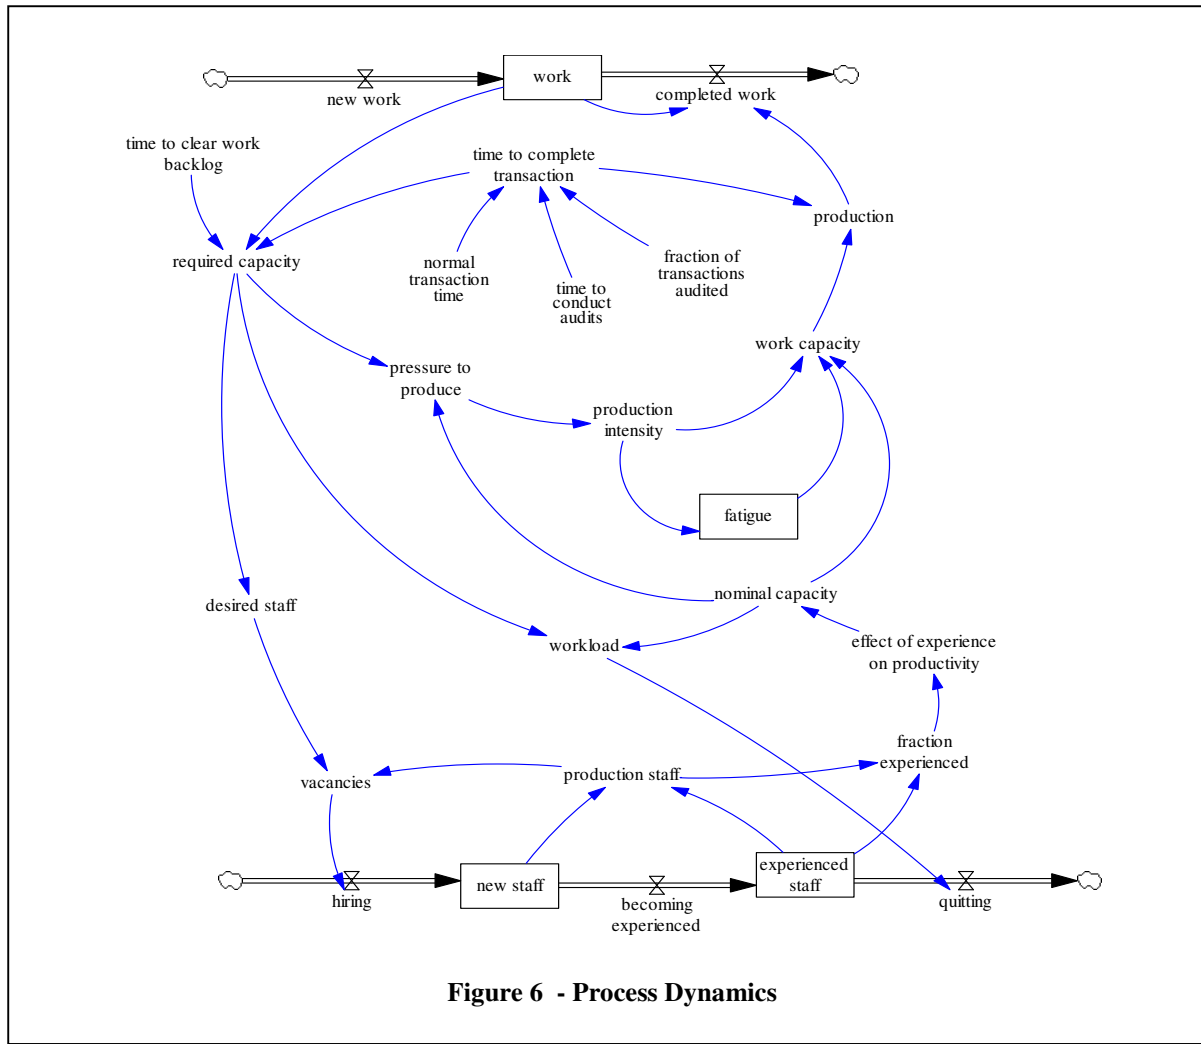 work
new work
completed work
time to clear work
backlog
time to complete
transaction
production
required capacity
normal
transaction
time
time to
conduct
audits
fraction of
transactions
audited
work capacity
pressure to
produce
production
intensity
fatigue
nominal capacity
desired staff
workload
effect of experience
on productivity
fraction
experienced
vacancies
production staff
new staff
experienced
staff
hiring
becoming
experienced
quitting
Figure 6 - Process Dynamics